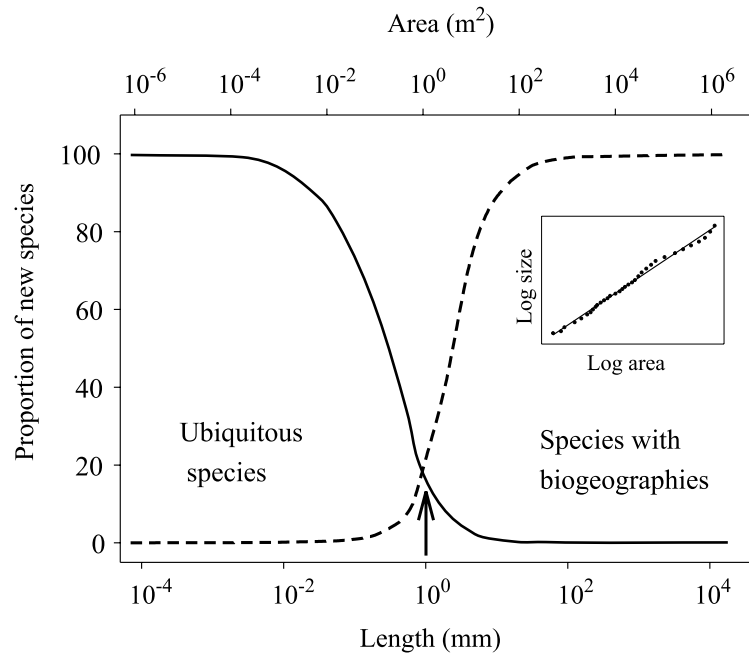 Area (m²)
10⁻⁶ 10⁻⁴ 10⁻² 10⁰ 10² 10⁴ 10⁶
Proportion of new species
100
80
60
40
20
0
Log size
Log area
Ubiquitous
species
Species with
biogeographies
10⁻⁴ 10⁻² 10⁰ 10² 10⁴
Length (mm)